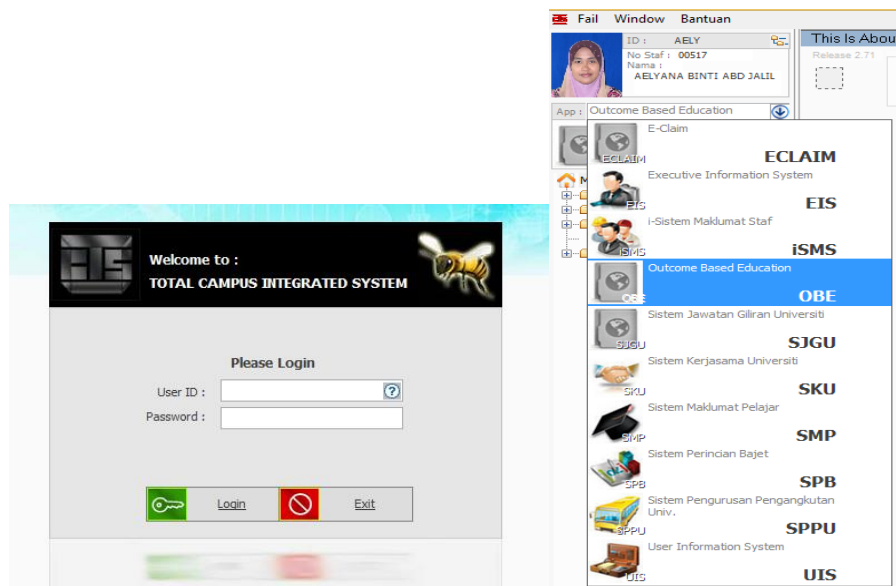 Welcome to :
TOTAL CAMPUS INTEGRATED SYSTEM
Please Login
User ID :
Password :
Login
Exit
Fail Window Bantuan
ID : AELY
No Staf : 00517
Nama :
AELYANA BINTI ABD JALIL
App : Outcome Based Education
This Is Abou
Release 2.71
E-Claim
ECLAIM
ECLAIM
Executive Information System
EIS
EIS
i-Sistem Maklumat Staf
iSMS
iSMS
Outcome Based Education
OBE
OBE
Sistem Jawatan Giliran Universiti
SJGU
SJGU
Sistem Kerjasama Universiti
SKU
SKU
Sistem Maklumat Pelajar
SMP
SMP
Sistem Perincian Bajet
SPB
SPB
Sistem Pengurusan Pengangkutan
Univ.
SPPU
SPPU
User Information System
UIS
UIS